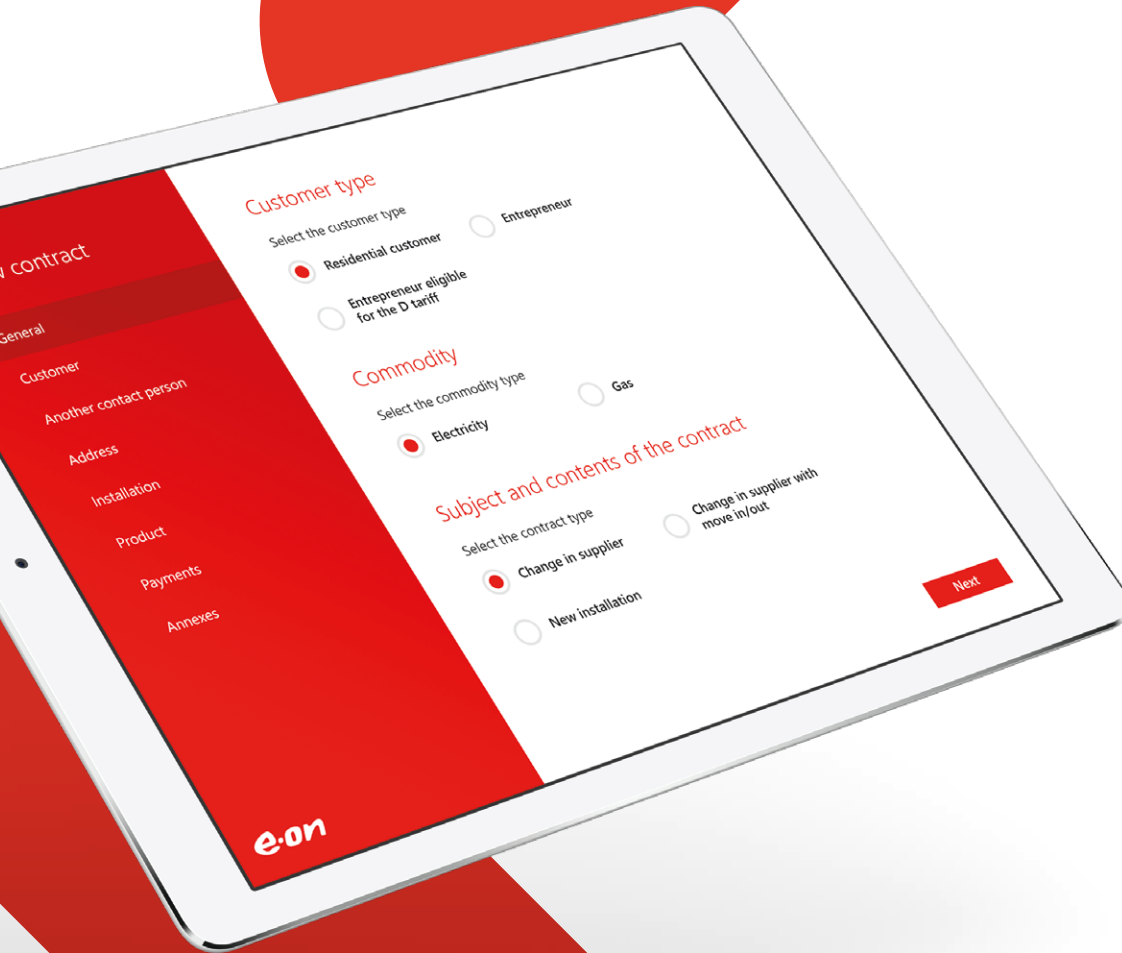 w contract
General
Customer
Another contact person
Address
Installation
Product
Payments
Annexes
e·on
Customer type
Select the customer type
Residential customer
Entrepreneur
Entrepreneur eligible
for the D tariff
Commodity
Select the commodity type
Electricity
Gas
Subject and contents of the contract
Select the contract type
Change in supplier
Change in supplier with
move in/out
New installation
Next